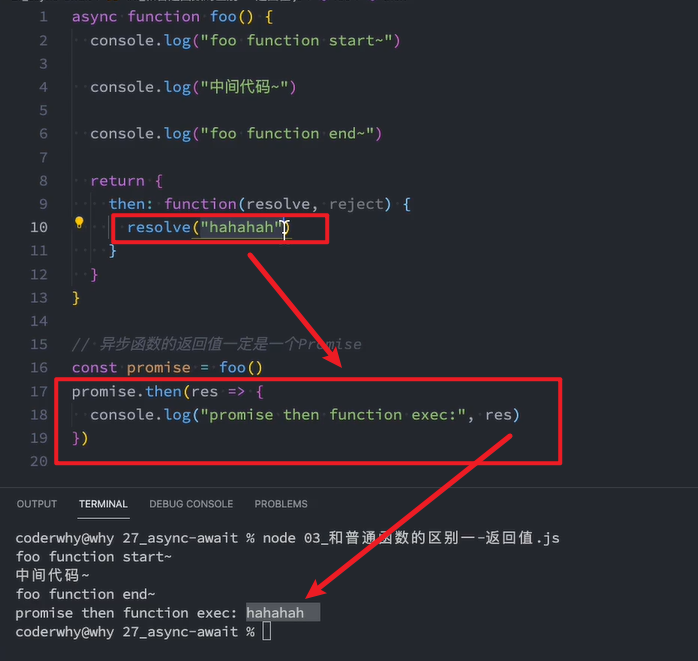 1 async function foo() {
2 console.log("foo function start~")
3
4 console.log("中间代码~")
5
6 console.log("foo function end~")
7
8 return {
9 then: function(resolve, reject) {
10 resolve("hahahah")
11 }
12 }
13 }
14
15 // 异步函数的返回值一定是一个Promise
16 const promise = foo()
17 promise.then(res => {
18 console.log("promise then function exec:", res)
19 })
20
OUTPUT TERMINAL DEBUG CONSOLE PROBLEMS
coderwhy@why 27_async-await % node 03_和普通函数的区别一-返回值.js
foo function start~
中间代码~
foo function end~
promise then function exec: hahahah
coderwhy@why 27_async-await %